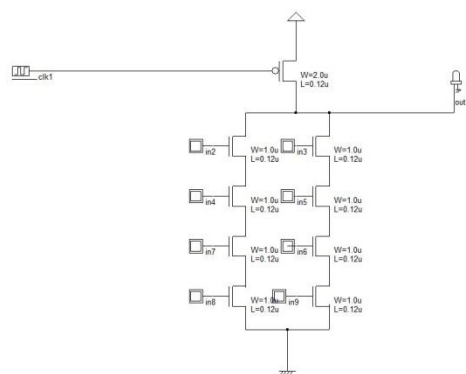 clk1
W=2.0u
L=0.12u
out
in2
W=1.0u
L=0.12u
in3
W=1.0u
L=0.12u
in4
W=1.0u
L=0.12u
in5
W=1.0u
L=0.12u
in7
W=1.0u
L=0.12u
in6
W=1.0u
L=0.12u
in8
W=1.0u
L=0.12u
in9
W=1.0u
L=0.12u